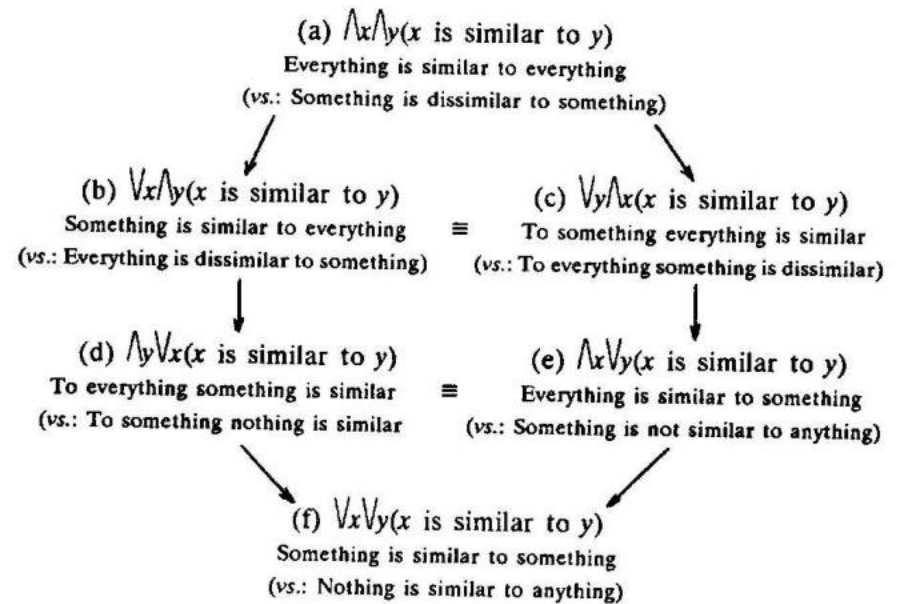 (a) ⋀x⋀y(x is similar to y)
Everything is similar to everything
(vs.: Something is dissimilar to something)
(b) ⋁x⋀y(x is similar to y)
Something is similar to everything
(vs.: Everything is dissimilar to something)
≡
(c) ⋁y⋀x(x is similar to y)
To something everything is similar
(vs.: To everything something is dissimilar)
(d) ⋀y⋁x(x is similar to y)
To everything something is similar
(vs.: To something nothing is similar
≡
(e) ⋀x⋁y(x is similar to y)
Everything is similar to something
(vs.: Something is not similar to anything)
(f) ⋁x⋁y(x is similar to y)
Something is similar to something
(vs.: Nothing is similar to anything)